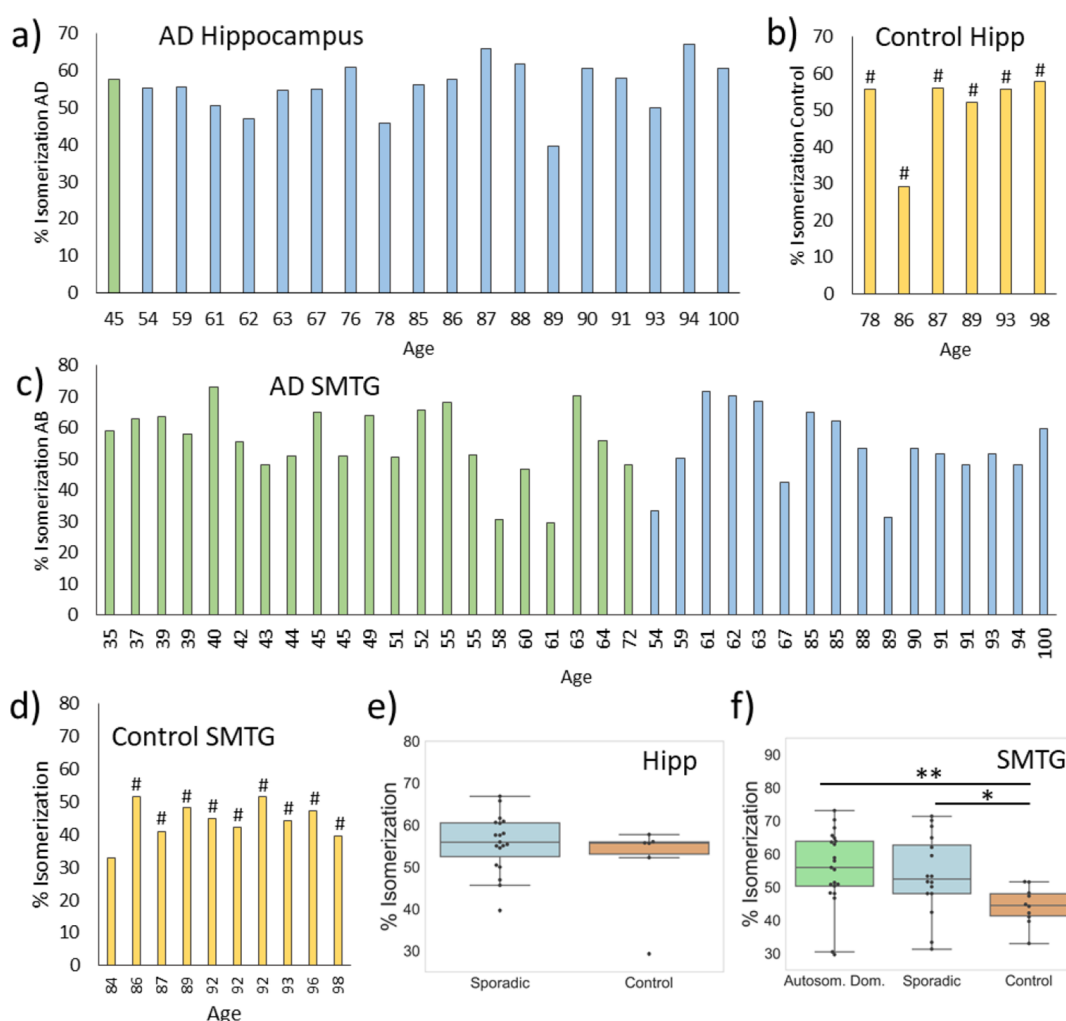 a)
AD Hippocampus
% Isomerization AD
70
60
50
40
30
20
10
0
45 54 59 61 62 63 67 76 78 85 86 87 88 89 90 91 93 94 100
Age
b)
Control Hipp
% Isomerization Control
70
60
50
40
30
20
10
0
# # # # # #
78 86 87 89 93 98
Age
c)
AD SMTG
% Isomerization AB
80
70
60
50
40
30
20
10
0
35 37 39 39 40 42 43 44 45 45 49 51 52 55 55 58 60 61 63 64 72 54 59 61 62 63 67 85 85 88 89 90 91 91 93 94 100
Age
d)
Control SMTG
% Isomerization
80
70
60
50
40
30
20
10
0
# # # # # # # # #
84 86 87 89 92 92 92 93 96 98
Age
e)
Hipp
% Isomerization
80
70
60
50
40
30
Sporadic Control
f)
SMTG
% Isomerization
90
80
70
60
50
40
30
**
*
Autosom. Dom. Sporadic Control